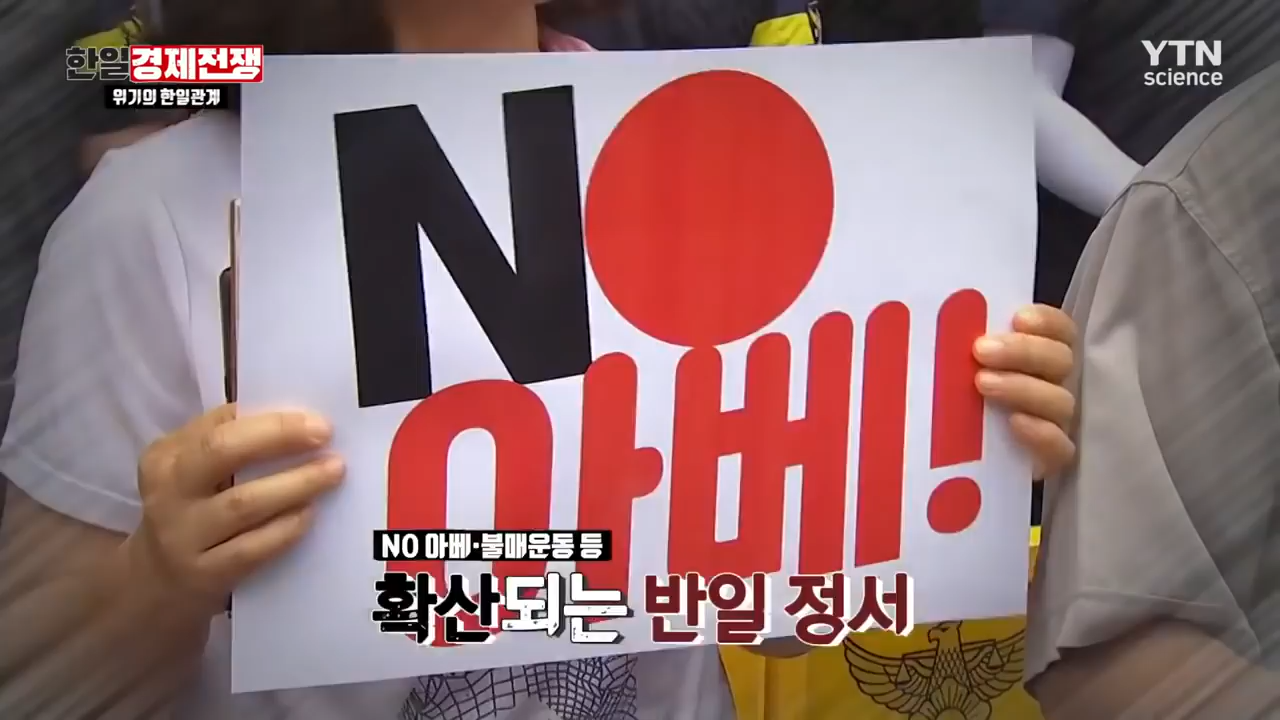 한일경제전쟁
위기의 한일관계
YTN
science
NO
아베!
NO 아베·불매운동 등
확산되는 반일 정서